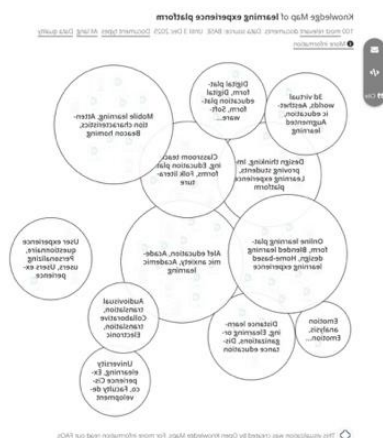 Knowledge Map of learning experience platform
100 most relevant documents Data source: BASE Until 3 Dec 2025 Document types All lang Data quality
More information
Cite
3d virtual
worlds, Aesthet-
ic education,
Augmented
learning
Digital plat-
form, Digital
education plat-
form, Soft-
ware...
Mobile learning, Atten-
tion characteristics,
Beacon homing
Design thinking, Im-
proving students,
Learning experience
platform
Classroom teach-
ing, Education plat-
forms, Folk litera-
ture
Online learning plat-
form, Blended learning
design, Home-based
learning experience
Alef education, Acade-
mic anxiety, Academic
learning
User experience
questionnaire,
Personalizing
users, Users ex-
perience
Emotion
analysis,
Emotion...
Distance learn-
ing, Elearning or-
ganizations, Dis-
tance education
Audiovisual
translation,
Collaborative
translation,
Electronic
University
elearning, Ex-
perience Cis-
co, Faculty de-
velopment
This visualization was created by Open Knowledge Maps. For more information read our FAQs